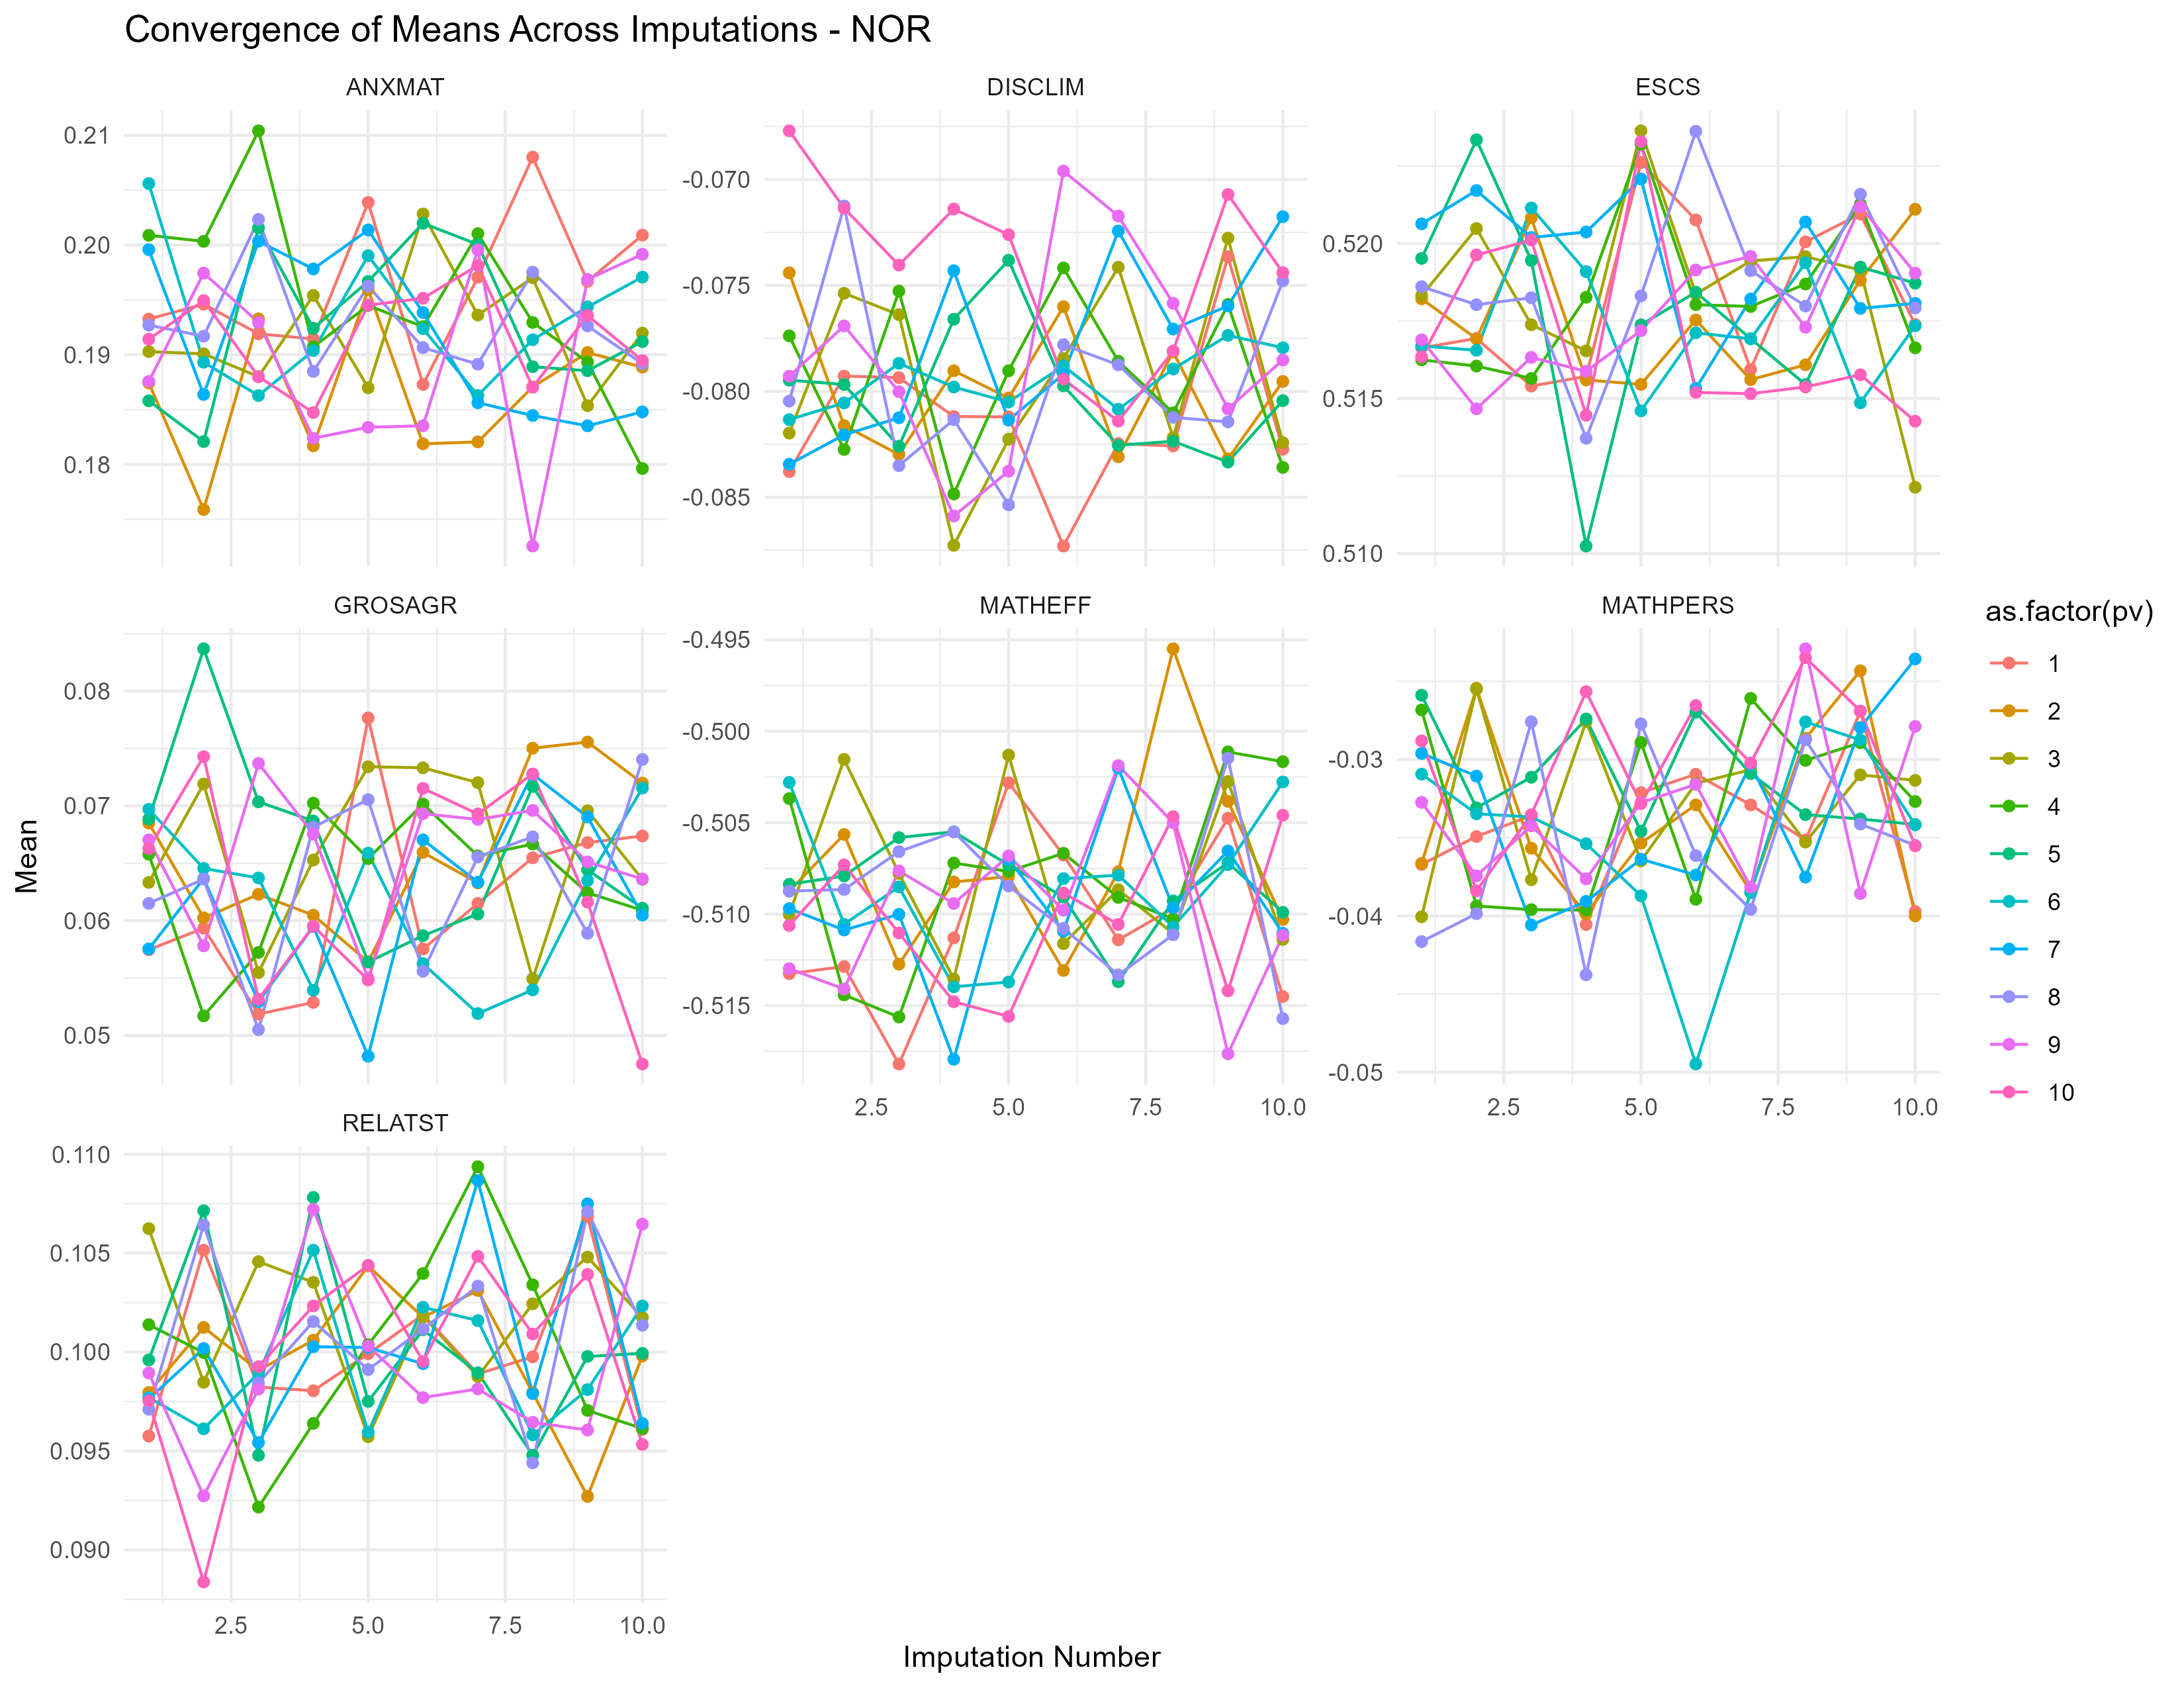 Convergence of Means Across Imputations - NOR
ANXMAT
DISCLIM
ESCS
0.21
0.20
0.19
0.18
-0.070
-0.075
-0.080
-0.085
0.520
0.515
0.510
GROSAGR
MATHEFF
MATHPERS
0.08
0.07
0.06
0.05
-0.495
-0.500
-0.505
-0.510
-0.515
-0.03
-0.04
-0.05
2.5 5.0 7.5 10.0
2.5 5.0 7.5 10.0
RELATST
0.110
0.105
0.100
0.095
0.090
2.5 5.0 7.5 10.0
Mean
Imputation Number
as.factor(pv)
1
2
3
4
5
6
7
8
9
10